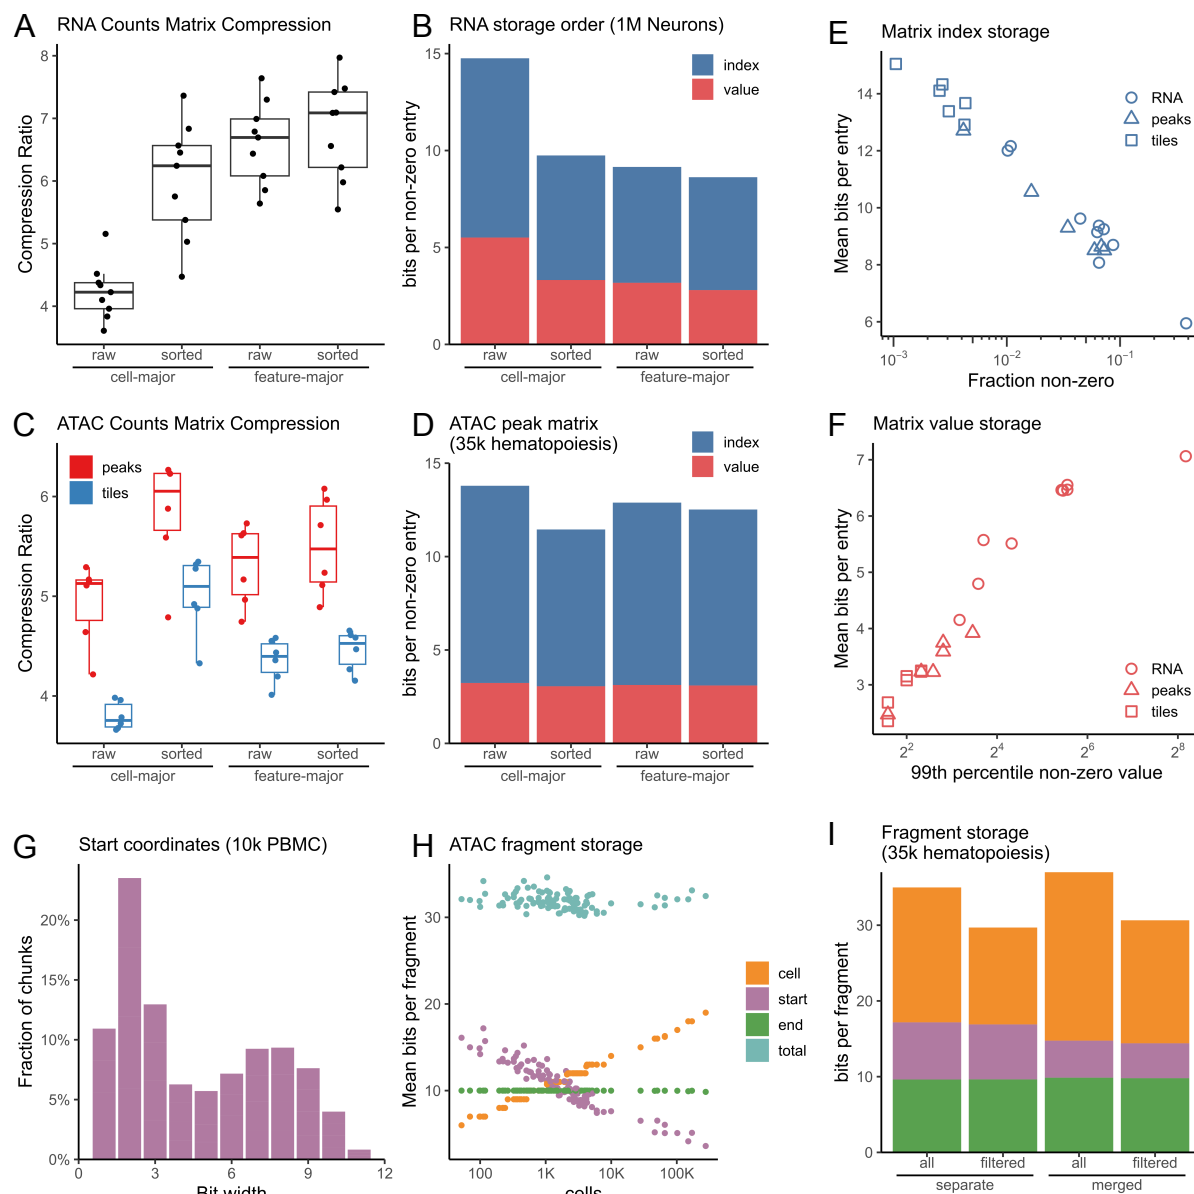 A RNA Counts Matrix Compression
Compression Ratio
8
7
6
5
4
raw sorted raw sorted
cell-major feature-major
B RNA storage order (1M Neurons)
bits per non-zero entry
15
10
5
0
index
value
raw sorted raw sorted
cell-major feature-major
E Matrix index storage
Mean bits per entry
14
12
10
8
6
RNA
peaks
tiles
10⁻³ 10⁻² 10⁻¹
Fraction non-zero
C ATAC Counts Matrix Compression
Compression Ratio
6
5
4
peaks
tiles
raw sorted raw sorted
cell-major feature-major
D ATAC peak matrix
(35k hematopoiesis)
bits per non-zero entry
15
10
5
0
index
value
raw sorted raw sorted
cell-major feature-major
F Matrix value storage
Mean bits per entry
7
6
5
4
3
RNA
peaks
tiles
2² 2⁴ 2⁶ 2⁸
99th percentile non-zero value
G Start coordinates (10k PBMC)
Fraction of chunks
20%
15%
10%
5%
0%
0 3 6 9 12
Bit width
H ATAC fragment storage
Mean bits per fragment
30
20
10
cell
start
end
total
100 1K 10K 100K
cells
I Fragment storage
(35k hematopoiesis)
bits per fragment
30
20
10
0
all filtered all filtered
separate merged